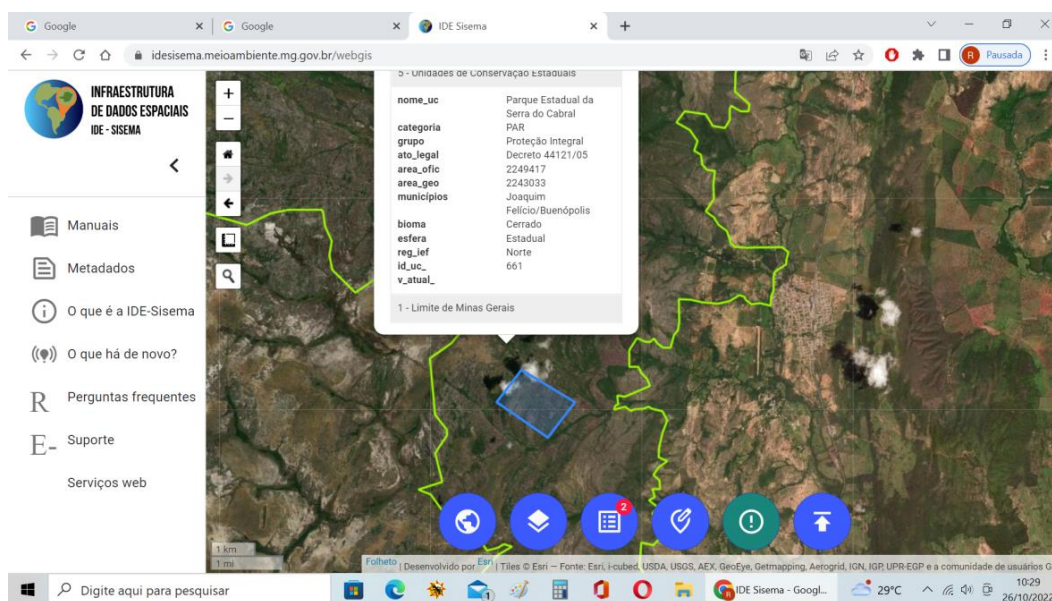 Google
Google
IDE Sisema
idesisema.meioambiente.mg.gov.br/webgis
R
Pausada
INFRAESTRUTURA
DE DADOS ESPACIAIS
IDE - SISEMA
Manuais
Metadados
O que é a IDE-Sisema
O que há de novo?
R Perguntas frequentes
E- Suporte
Serviços web
5 - Unidades de Conservação Estaduais
nome_uc Parque Estadual da
Serra do Cabral
categoria PAR
grupo Proteção Integral
ato_legal Decreto 44121/05
area_ofic 2249417
area_geo 2243033
municípios Joaquim
Felício/Buenópolis
bioma Cerrado
esfera Estadual
reg_ief Norte
id_uc_ 661
v_atual_
1 - Limite de Minas Gerais
2
1 km
1 mi
Folheto | Desenvolvido por Esri | Tiles © Esri — Fonte: Esri, i-cubed, USDA, USGS, AEX, GeoEye, Getmapping, Aerogrid, IGN, IGP, UPR-EGP e a comunidade de usuários G
Digite aqui para pesquisar
1
IDE Sisema - Googl...
29°C
10:29
26/10/2022